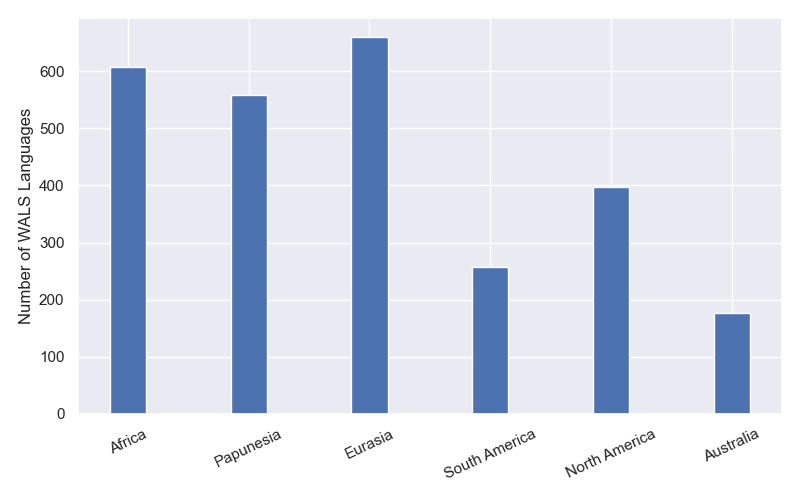 Number of WALS Languages
600
500
400
300
200
100
0
Africa
Papunesia
Eurasia
South America
North America
Australia